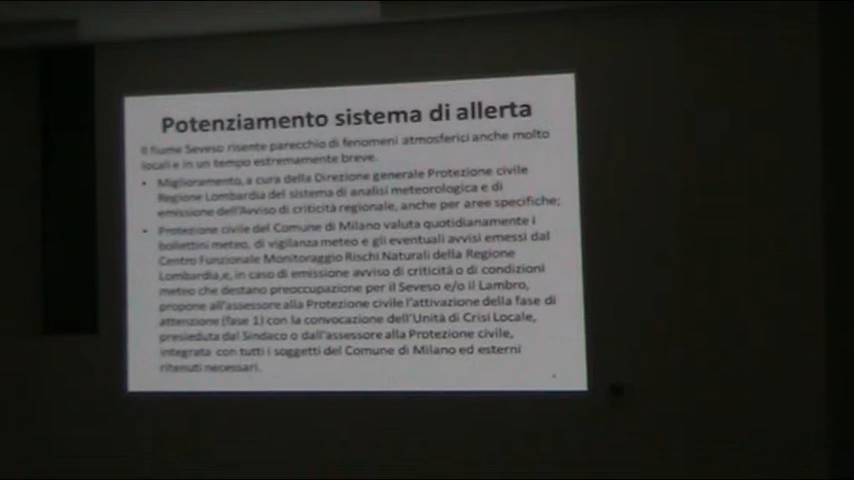 Potenziamento sistema di allerta
Il fiume Seveso risente parecchio di fenomeni atmosferici anche molto
locali e in un tempo estremamente breve.
• Miglioramento, a cura della Direzione generale Protezione civile
Regione Lombardia del sistema di analisi meteorologica e di
emissione dell'Avviso di criticità regionale, anche per aree specifiche;
• Protezione civile del Comune di Milano valuta quotidianamente i
bollettini meteo, di vigilanza meteo e gli eventuali avvisi emessi dal
Centro Funzionale Monitoraggio Rischi Naturali della Regione
Lombardia,e, in caso di emissione avviso di criticità o di condizioni
meteo che destano preoccupazione per il Seveso e/o il Lambro,
propone all'assessore alla Protezione civile l'attivazione della fase di
attenzione (fase 1) con la convocazione dell'Unità di Crisi Locale,
presieduta dal Sindaco o dall'assessore alla Protezione civile,
integrata con tutti i soggetti del Comune di Milano ed esterni
ritenuti necessari.